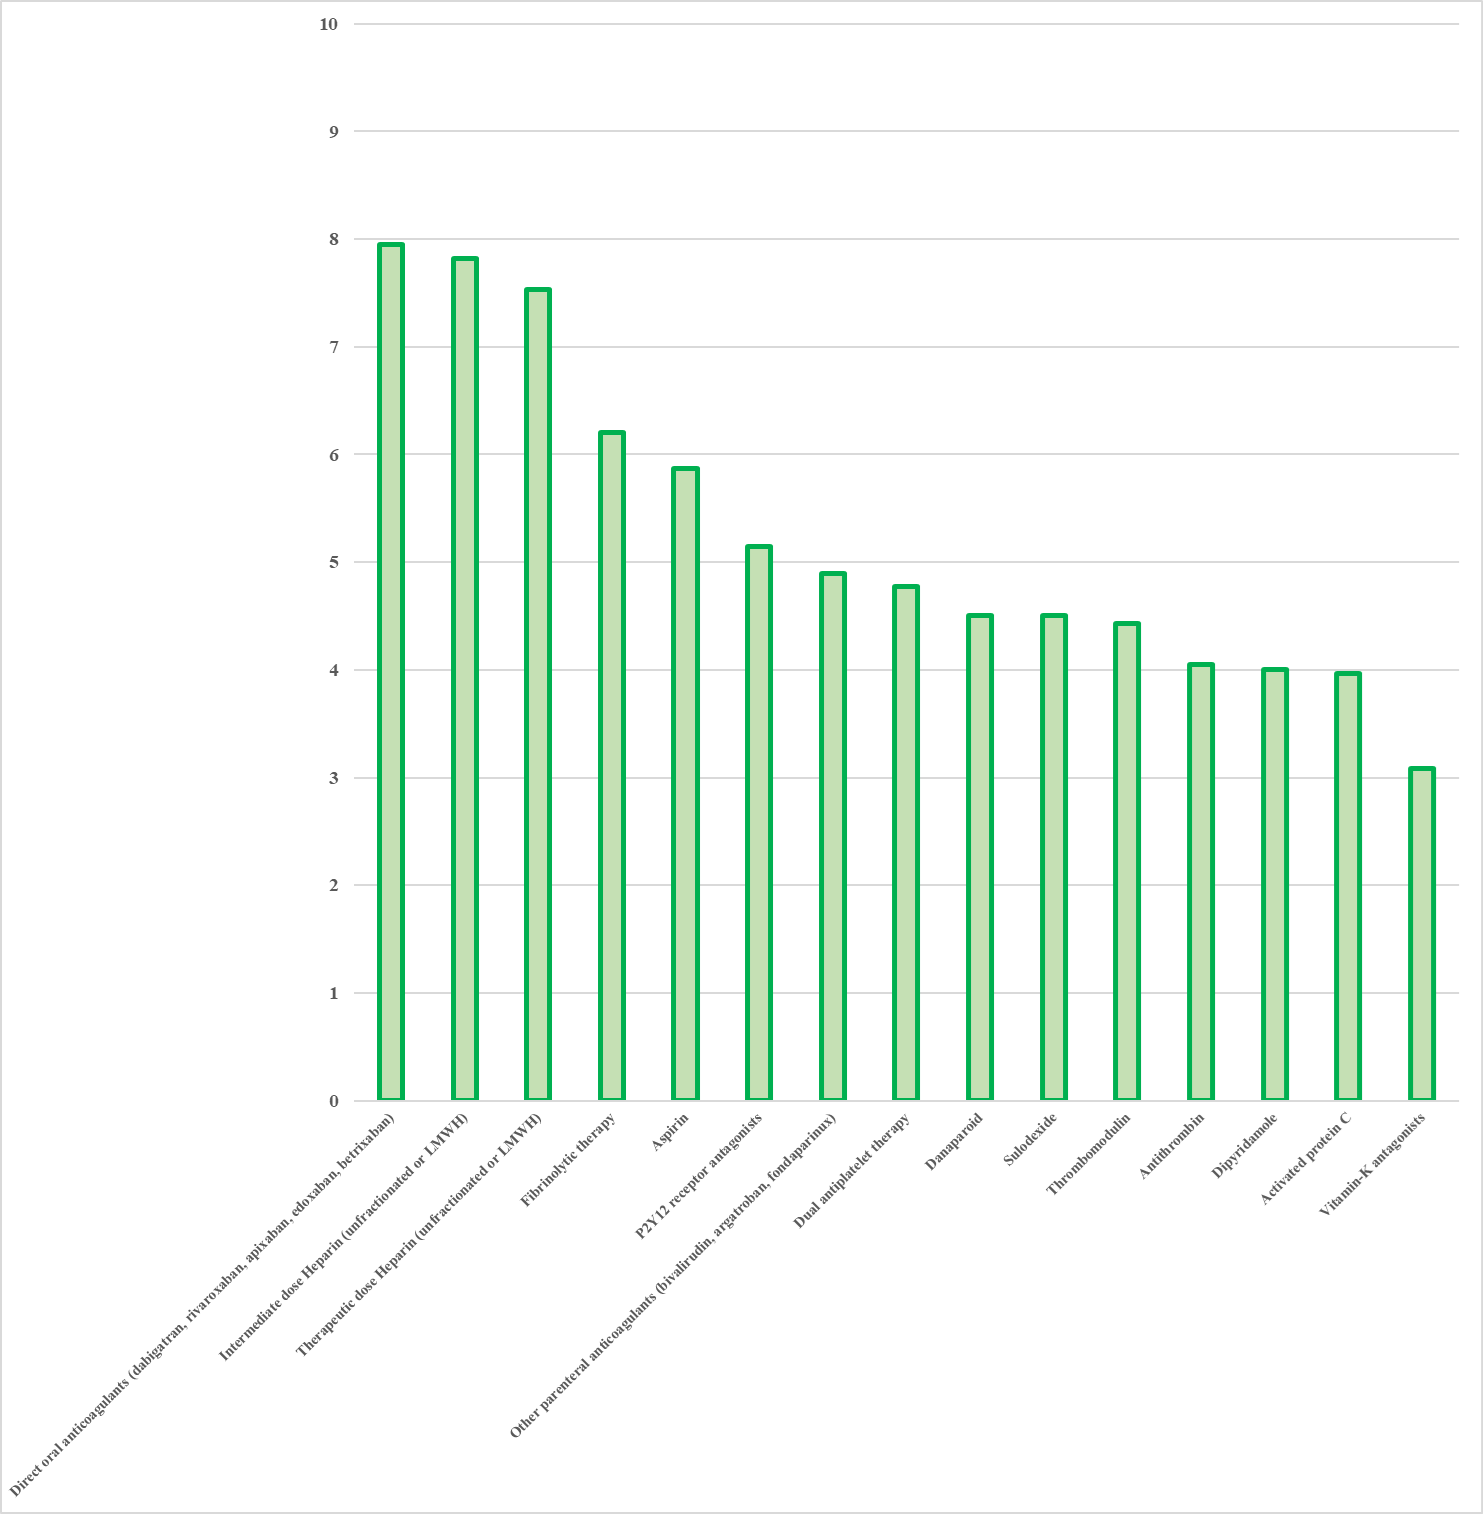 10
9
8
7
6
5
4
3
2
1
0
Direct oral anticoagulants (dabigatran, rivaroxaban, apixaban, edoxaban, betrixaban)
Intermediate dose Heparin (unfractionated or LMWH)
Therapeutic dose Heparin (unfractionated or LMWH)
Fibrinolytic therapy
Aspirin
P2Y12 receptor antagonists
Other parenteral anticoagulants (bivalirudin, argatroban, fondaparinux)
Dual antiplatelet therapy
Danaparoid
Sulodexide
Thrombomodulin
Antithrombin
Dipyridamole
Activated protein C
Vitamin-K antagonists